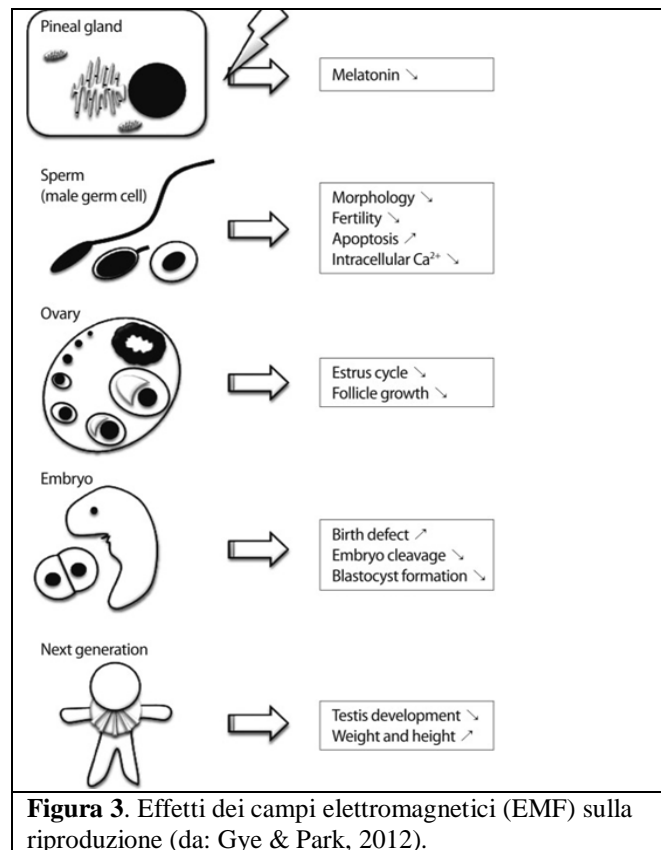 Pineal gland
Melatonin ↘
Sperm
(male germ cell)
Morphology ↘
Fertility ↘
Apoptosis ↗
Intracellular Ca²⁺ ↘
Ovary
Estrus cycle ↘
Follicle growth ↘
Embryo
Birth defect ↗
Embryo cleavage ↘
Blastocyst formation ↘
Next generation
Testis development ↘
Weight and height ↗
Figura 3. Effetti dei campi elettromagnetici (EMF) sulla
riproduzione (da: Gye & Park, 2012).